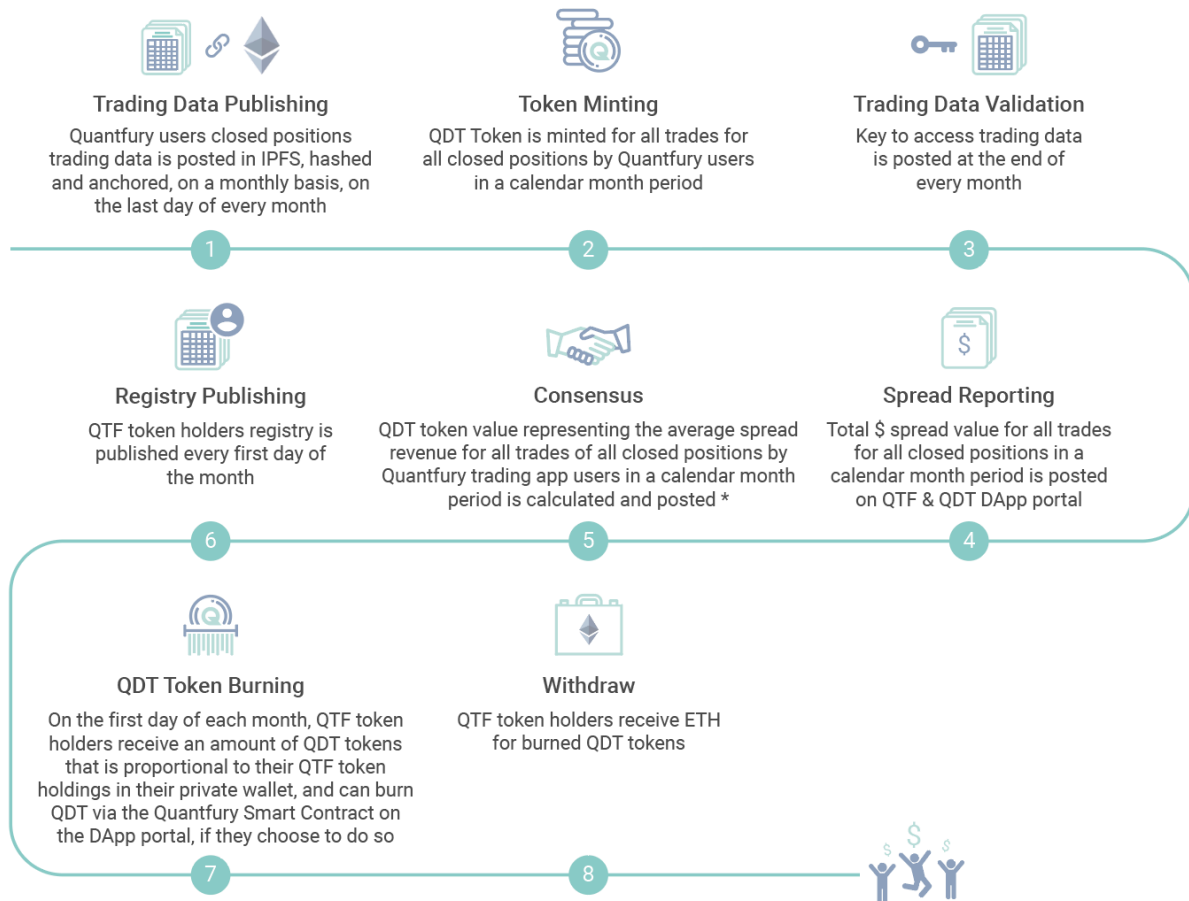 Trading Data Publishing
Quantfury users closed positions
trading data is posted in IPFS, hashed
and anchored, on a monthly basis, on
the last day of every month
1
Token Minting
QDT Token is minted for all trades for
all closed positions by Quantfury users
in a calendar month period
2
Trading Data Validation
Key to access trading data
is posted at the end of
every month
3
$
Spread Reporting
Total $ spread value for all trades
for all closed positions in a
calendar month period is posted
on QTF & QDT DApp portal
4
Consensus
QDT token value representing the average spread
revenue for all trades of all closed positions by
Quantfury trading app users in a calendar month
period is calculated and posted *
5
Registry Publishing
QTF token holders registry is
published every first day of
the month
6
QDT Token Burning
On the first day of each month, QTF token
holders receive an amount of QDT tokens
that is proportional to their QTF token
holdings in their private wallet, and can burn
QDT via the Quantfury Smart Contract on
the DApp portal, if they choose to do so
7
Withdraw
QTF token holders receive ETH
for burned QDT tokens
8
$ $ $